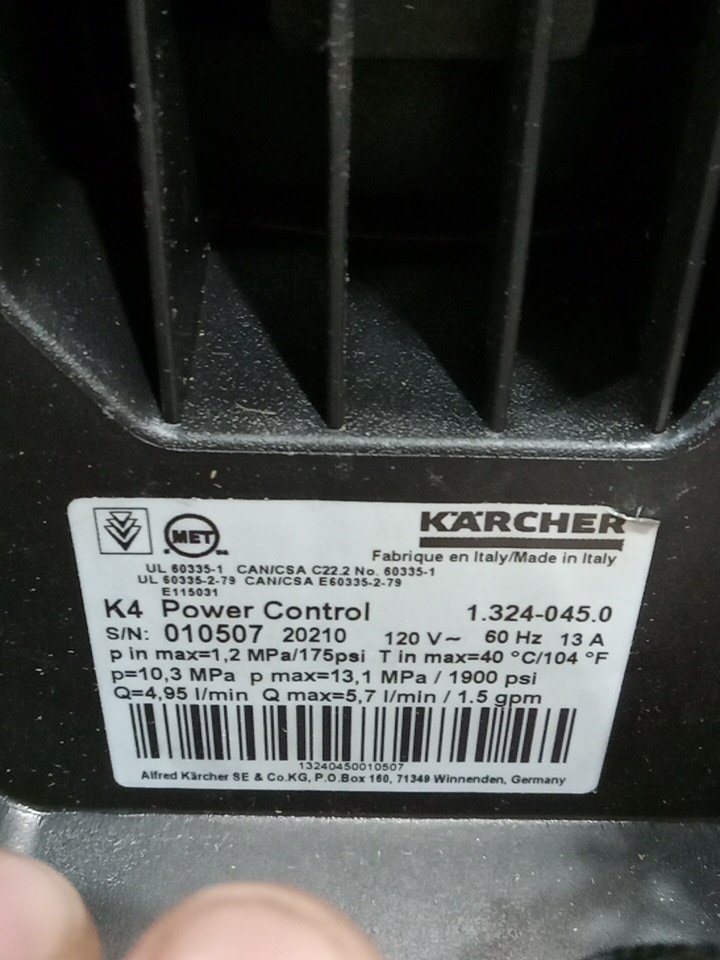 MET
KÄRCHER
Fabrique en Italy/Made in Italy
UL 60335-1 CAN/CSA C22.2 No. 60335-1
UL 60335-2-79 CAN/CSA E60335-2-79
E115031
K4 Power Control 1.324-045.0
S/N: 010507 20210 120 V~ 60 Hz 13 A
p in max=1,2 MPa/175psi T in max=40 °C/104 °F
p=10,3 MPa p max=13,1 MPa / 1900 psi
Q=4,95 l/min Q max=5,7 l/min / 1.5 gpm
13240450010507
Alfred Kärcher SE & Co.KG, P.O.Box 160, 71349 Winnenden, Germany